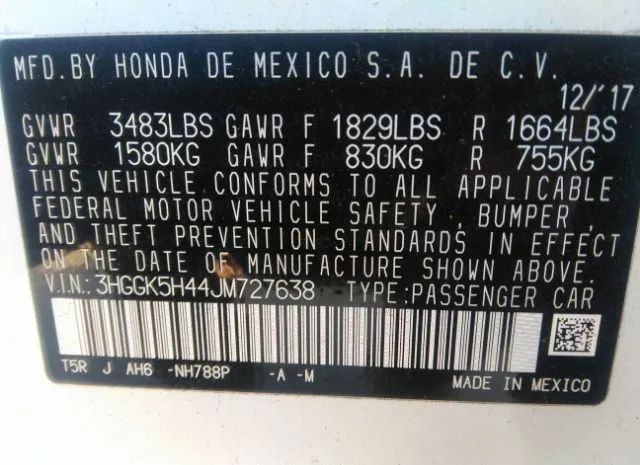 MFD.BY HONDA DE MEXICO S.A. DE C.V.
12/'17
GVWR 3483LBS GAWR F 1829LBS R 1664LBS
GVWR 1580KG GAWR F 830KG R 755KG
THIS VEHICLE CONFORMS TO ALL APPLICABLE
FEDERAL MOTOR VEHICLE SAFETY, BUMPER,
AND THEFT PREVENTION STANDARDS IN EFFECT
ON THE DATE OF MANUFACTURE SHOWN ABOVE.
V.I.N.: 3HGGK5H44JM727638 TYPE:PASSENGER CAR
T5R J AH6 -NH788P -A -M MADE IN MEXICO